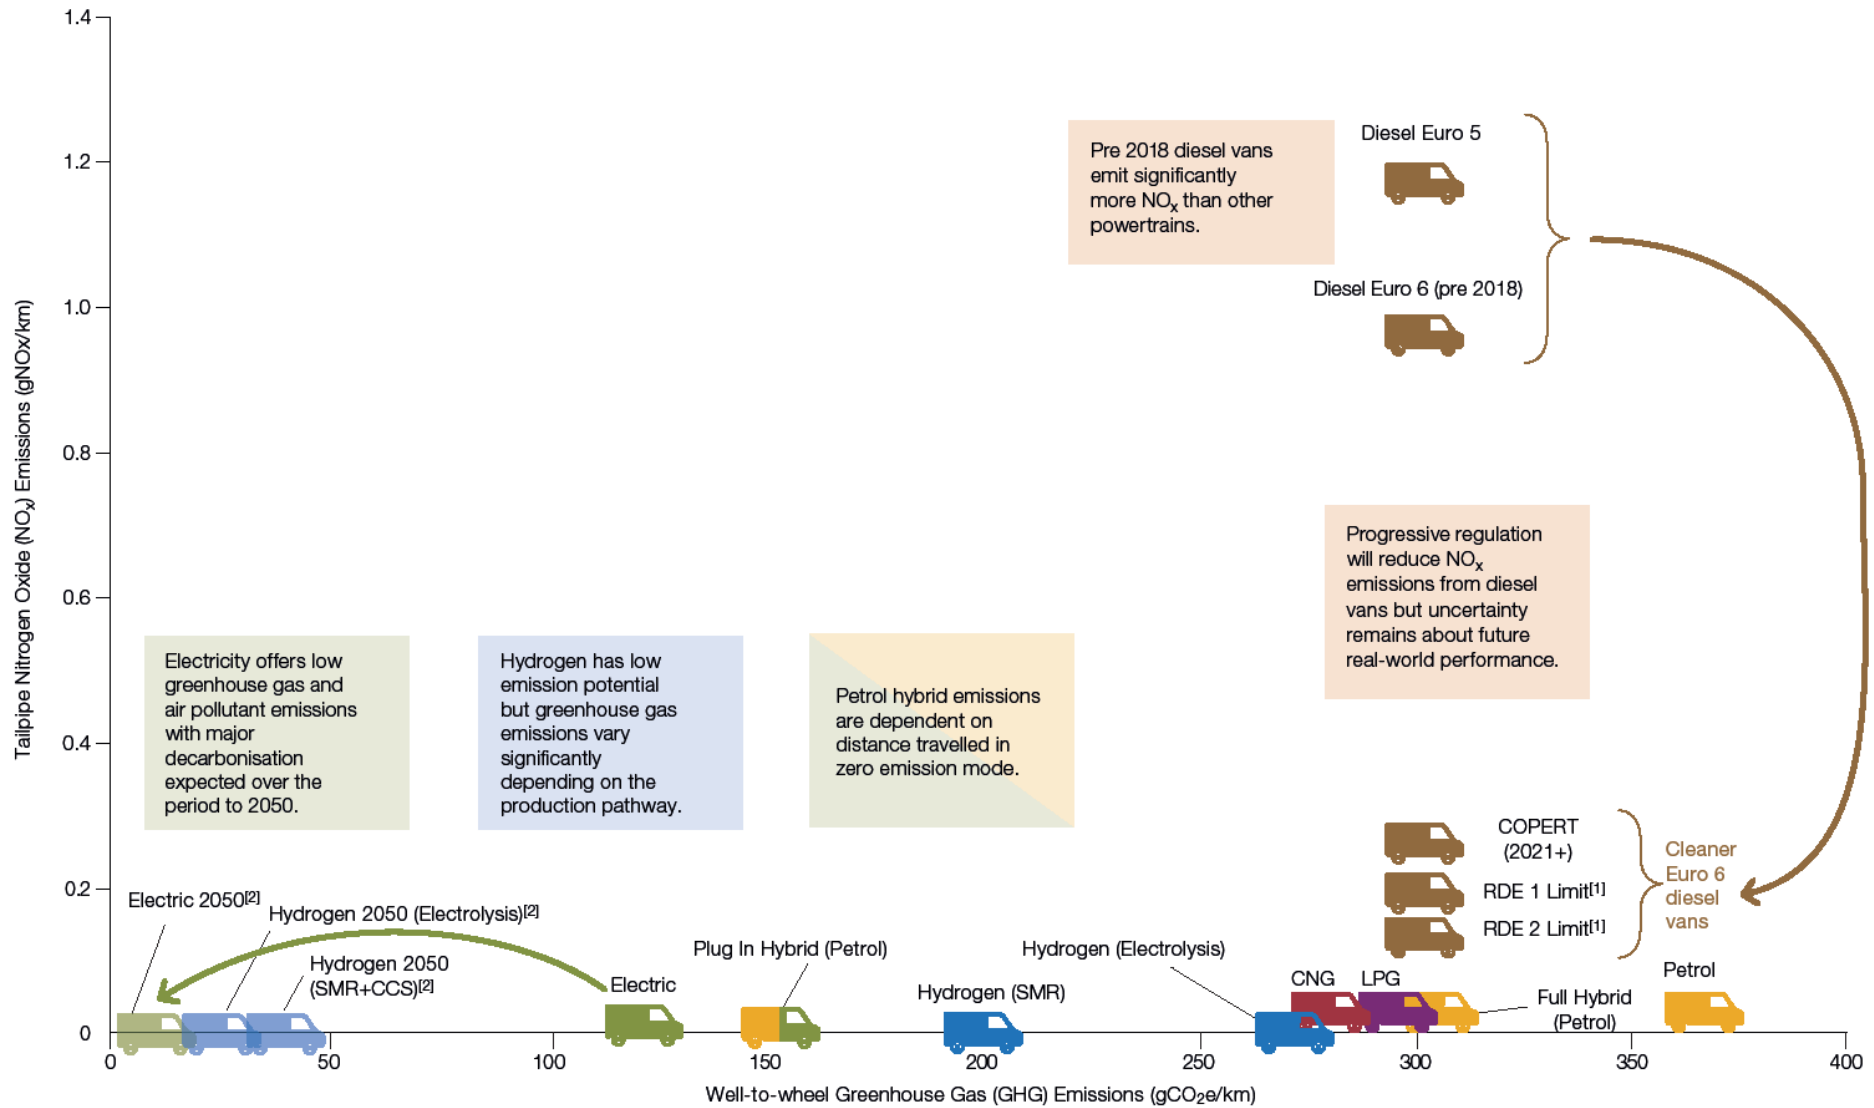 1.4
1.2
1.0
0.8
0.6
0.4
0.2
0
Tailpipe Nitrogen Oxide (NOx) Emissions (gNOx/km)
Pre 2018 diesel vans
emit significantly
more NOx than other
powertrains.
Diesel Euro 5
Diesel Euro 6 (pre 2018)
Progressive regulation
will reduce NOx
emissions from diesel
vans but uncertainty
remains about future
real-world performance.
Electricity offers low
greenhouse gas and
air pollutant emissions
with major
decarbonisation
expected over the
period to 2050.
Hydrogen has low
emission potential
but greenhouse gas
emissions vary
significantly
depending on the
production pathway.
Petrol hybrid emissions
are dependent on
distance travelled in
zero emission mode.
COPERT
(2021+)
RDE 1 Limit[1]
RDE 2 Limit[1]
Cleaner
Euro 6
diesel
vans
Electric 2050[2]
Hydrogen 2050 (Electrolysis)[2]
Hydrogen 2050
(SMR+CCS)[2]
Electric
Plug In Hybrid (Petrol)
Hydrogen (SMR)
Hydrogen (Electrolysis)
CNG
LPG
Full Hybrid
(Petrol)
Petrol
0
50
100
150
200
250
300
350
400
Well-to-wheel Greenhouse Gas (GHG) Emissions (gCO2e/km)